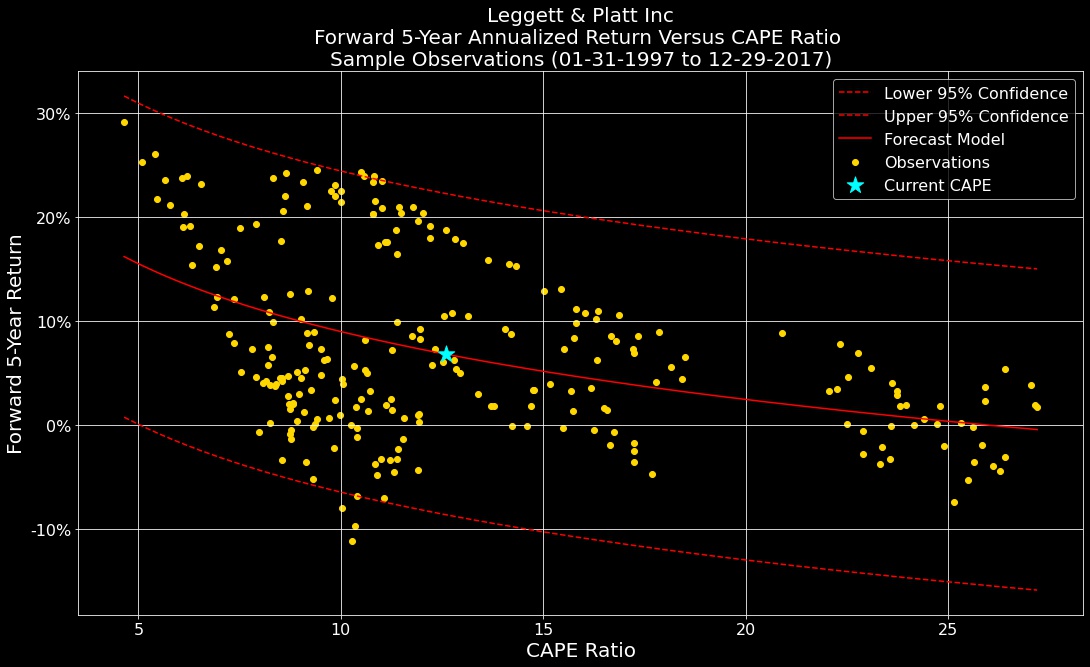 Leggett & Platt Inc
Forward 5-Year Annualized Return Versus CAPE Ratio
Sample Observations (01-31-1997 to 12-29-2017)
Lower 95% Confidence
Upper 95% Confidence
Forecast Model
Observations
Current CAPE
Forward 5-Year Return
30%
20%
10%
0%
-10%
5 10 15 20 25
CAPE Ratio